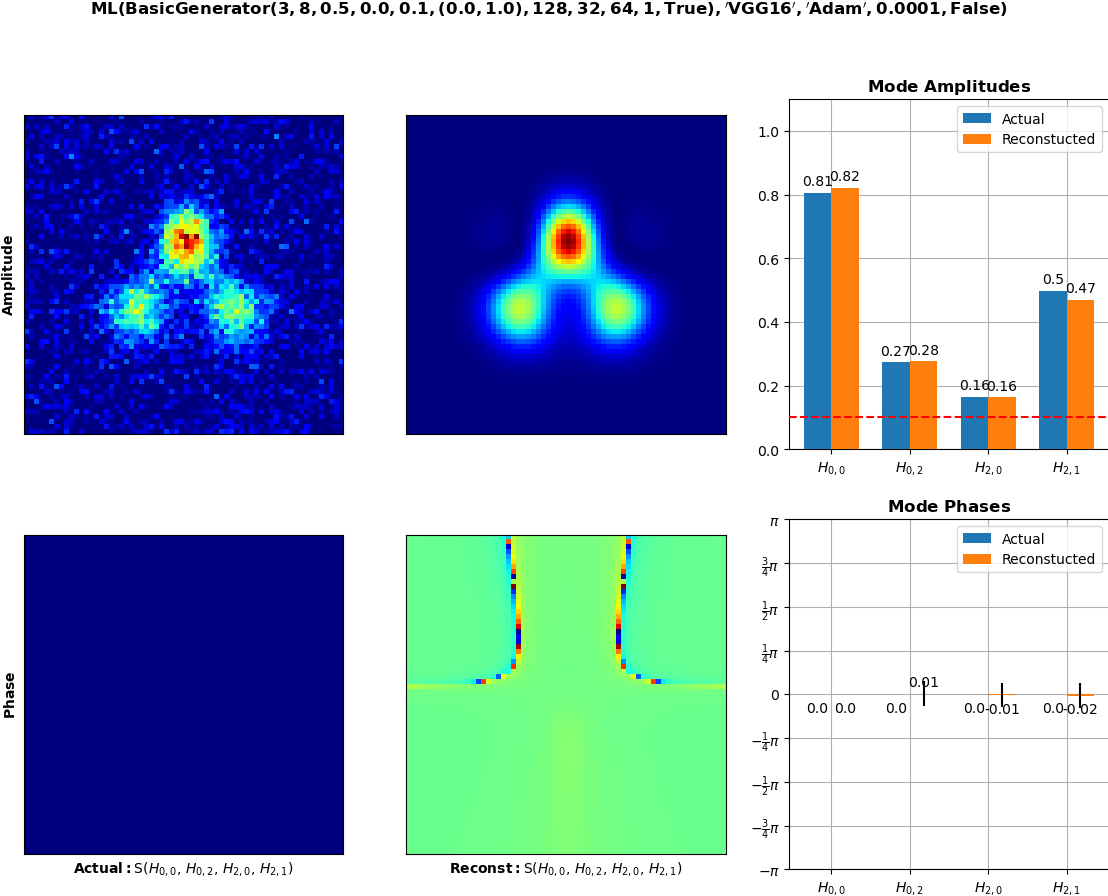 ML(BasicGenerator(3, 8, 0.5, 0.0, 0.1, (0.0, 1.0), 128, 32, 64, 1, True), ′VGG16′, ′Adam′, 0.0001, False)
Amplitude
Mode Amplitudes
Actual
Reconstucted
1.0
0.8
0.6
0.4
0.2
0.0
0.81 0.82
0.27 0.28
0.16 0.16
0.5 0.47
H0,0 H0,2 H2,0 H2,1
Phase
Actual: S(H0,0, H0,2, H2,0, H2,1)
Reconst: S(H0,0, H0,2, H2,0, H2,1)
Mode Phases
Actual
Reconstucted
π
3/4π
1/2π
1/4π
0
−1/4π
−1/2π
−3/4π
−π
0.0 0.0
0.0 0.01
0.0 -0.01
0.0 -0.02
H0,0 H0,2 H2,0 H2,1